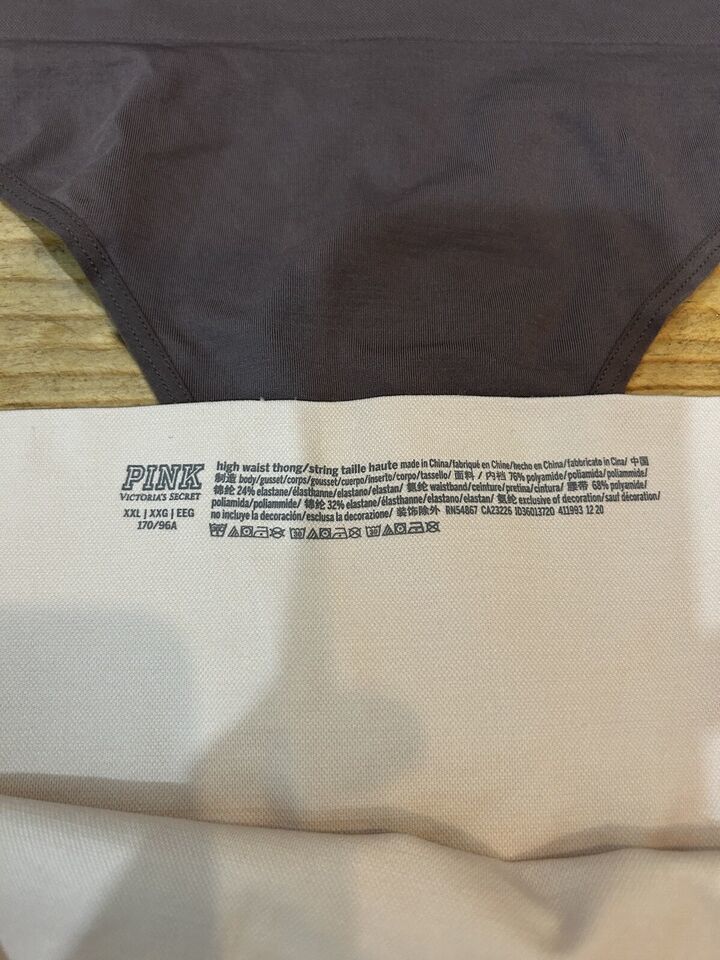 PINK
VICTORIA'S SECRET
XXL | XXG | EEG
170/96A
high waist thong/string taille haute made in China/fabriqué en Chine/hecho en China/fabbricato in Cina/ 中国
制造 body/gusset/corps/gousset/cuerpo/inserto/corpo/tassello/ 面料 / 内裆 76% polyamide/poliamida/poliammide/
锦纶 24% elastane/élasthanne/elastano/elastan/ 氨纶 waistband/ceinture/pretina/cintura/ 腰带 68% polyamide/
poliamida/poliammide/ 锦纶 32% elastane/élasthanne/elastano/elastan/ 氨纶 exclusive of decoration/sauf décoration/
no incluye la decoración/esclusa la decorazione/ 装饰除外 RN54867 CA23226 ID36013720 411993 12 20